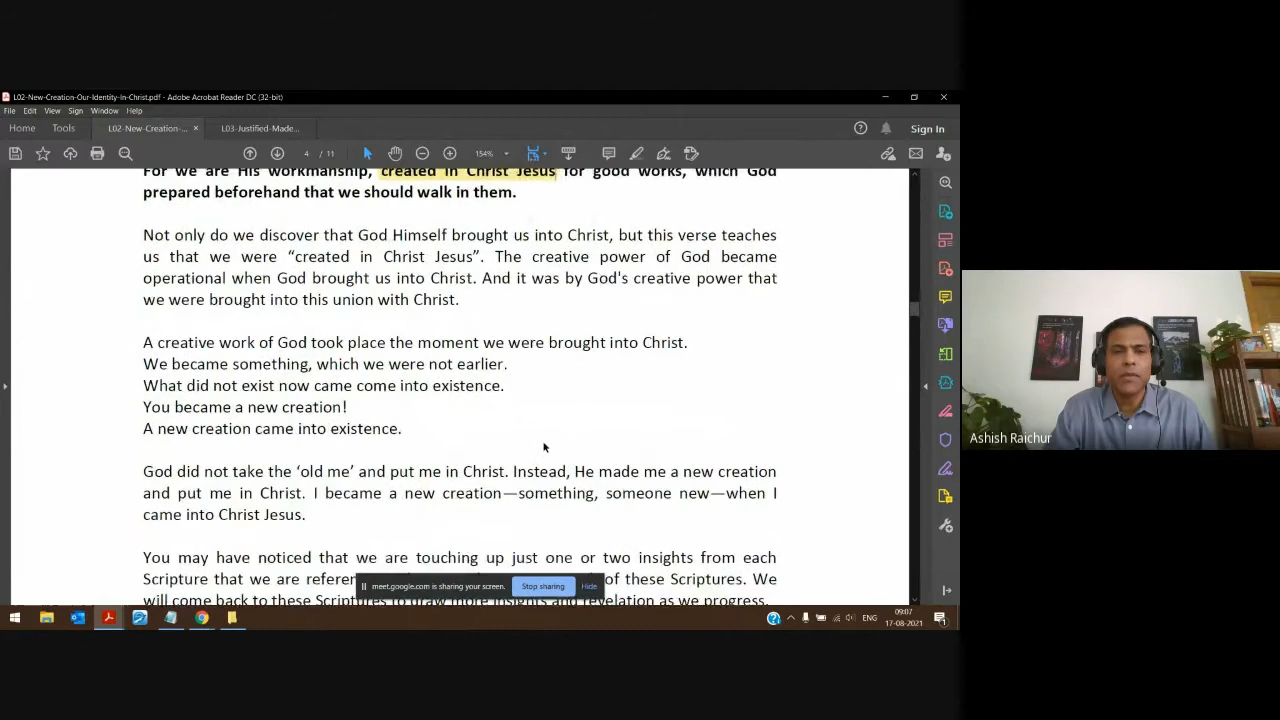 L02-New-Creation-Our-Identity-In-Christ.pdf - Adobe Acrobat Reader DC (32-bit)
File Edit View Sign Window Help
Home Tools L02-New-Creation-... × L03-Justified-Made... Sign In
4 / 11 154%
For we are His workmanship, created in Christ Jesus for good works, which God
prepared beforehand that we should walk in them.
Not only do we discover that God Himself brought us into Christ, but this verse teaches
us that we were “created in Christ Jesus”. The creative power of God became
operational when God brought us into Christ. And it was by God's creative power that
we were brought into this union with Christ.
A creative work of God took place the moment we were brought into Christ.
We became something, which we were not earlier.
What did not exist now came come into existence.
You became a new creation!
A new creation came into existence.
God did not take the ‘old me’ and put me in Christ. Instead, He made me a new creation
and put me in Christ. I became a new creation—something, someone new—when I
came into Christ Jesus.
You may have noticed that we are touching up just one or two insights from each
Scripture that we are of these Scriptures. We
meet.google.com is sharing your screen. Stop sharing Hide
will come back to these Scriptures to draw more insights and revelation as we progress.
ENG
09:07
17-08-2021
Ashish Raichur